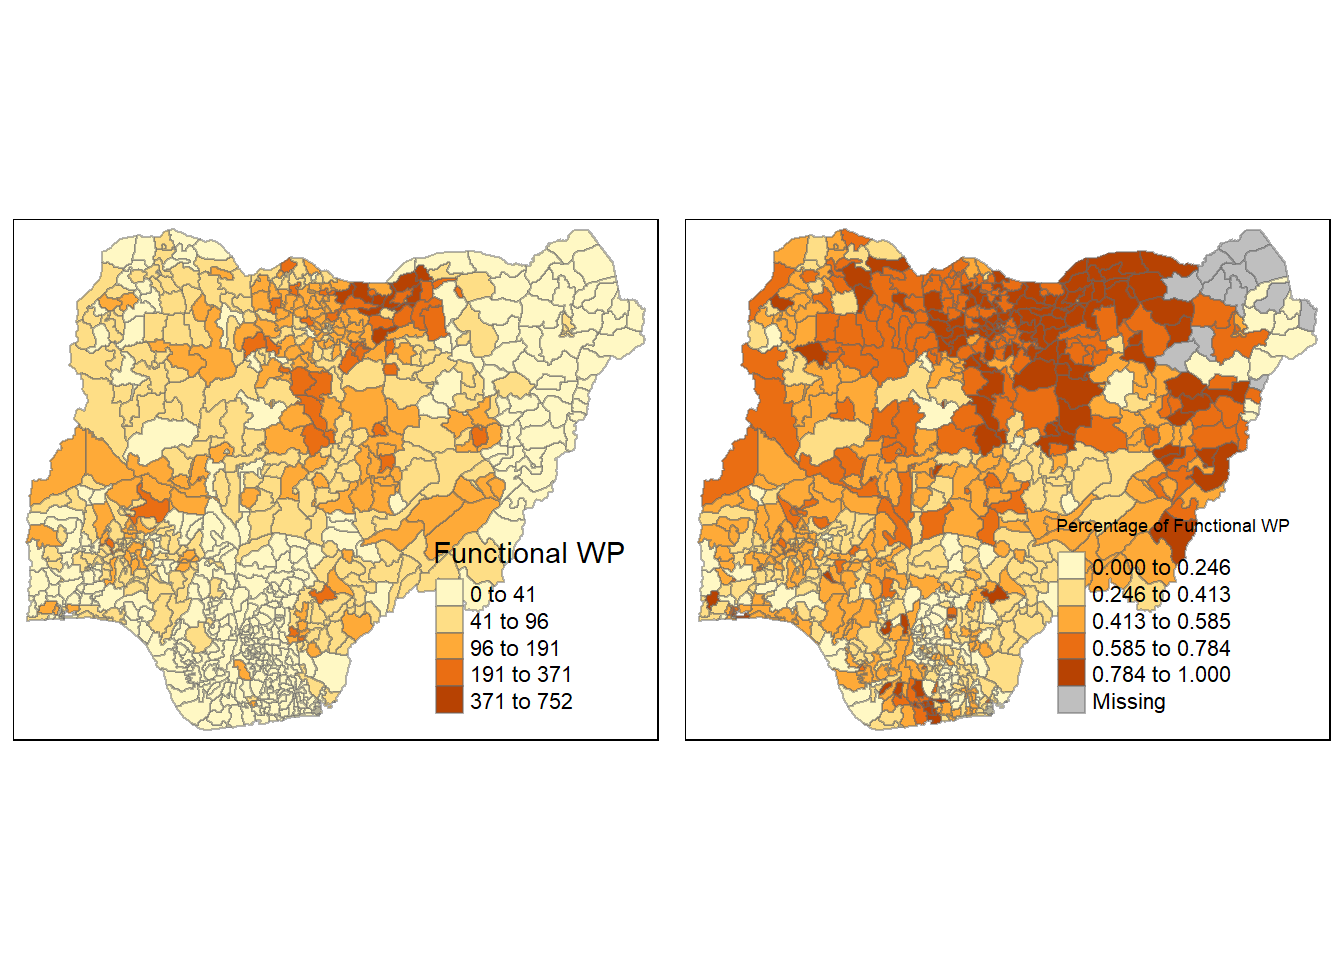 Functional WP
0 to 41
41 to 96
96 to 191
191 to 371
371 to 752
Percentage of Functional WP
0.000 to 0.246
0.246 to 0.413
0.413 to 0.585
0.585 to 0.784
0.784 to 1.000
Missing